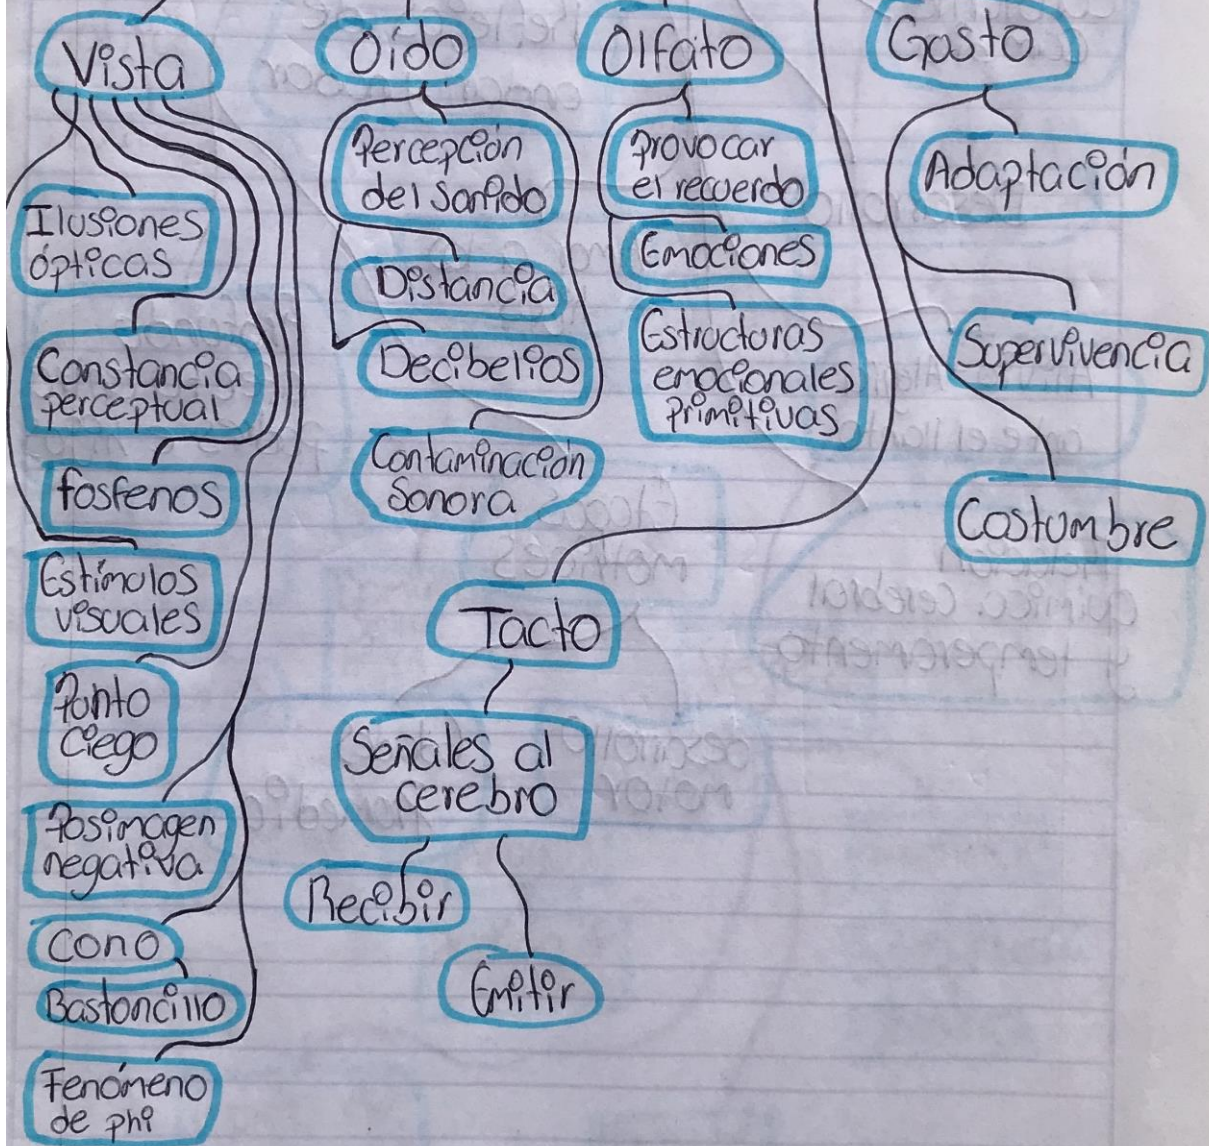 Vista
Oído
Olfato
Gusto
Ilusiones
ópticas
Constancia
perceptual
fosfenos
Estímulos
visuales
Punto
ciego
Posimagen
negativa
Cono
Bastoncillo
Fenómeno
de phi
Percepción
del sonido
Distancia
Decibelios
Contaminación
Sonora
Provocar
el recuerdo
Emociones
Estructuras
emocionales
Primitivas
Adaptación
Supervivencia
Costumbre
Tacto
Señales al
cerebro
Recibir
Emitir